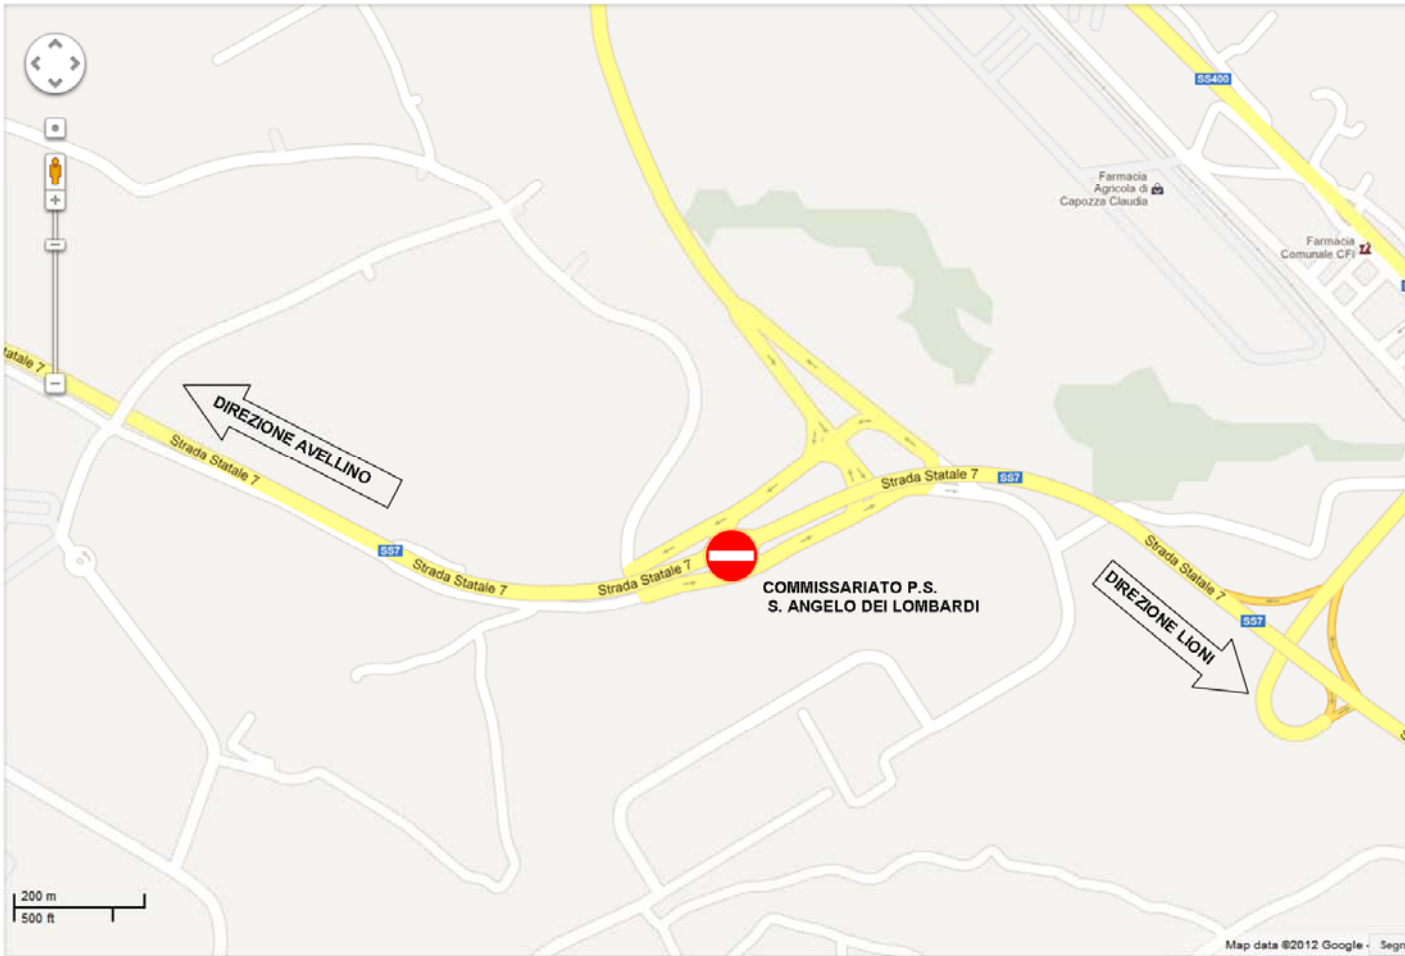 SS400
Farmacia
Agricola di
Capozza Claudia
Farmacia
Comunale CFI
tatale 7
DIREZIONE AVELLINO
Strada Statale 7
SS7
Strada Statale 7
Strada Statale 7
Strada Statale 7
SS7
COMMISSARIATO P.S.
S. ANGELO DEI LOMBARDI
Strada Statale 7
SS7
DIREZIONE LIONI
200 m
500 ft
Map data ©2012 Google -
Segn